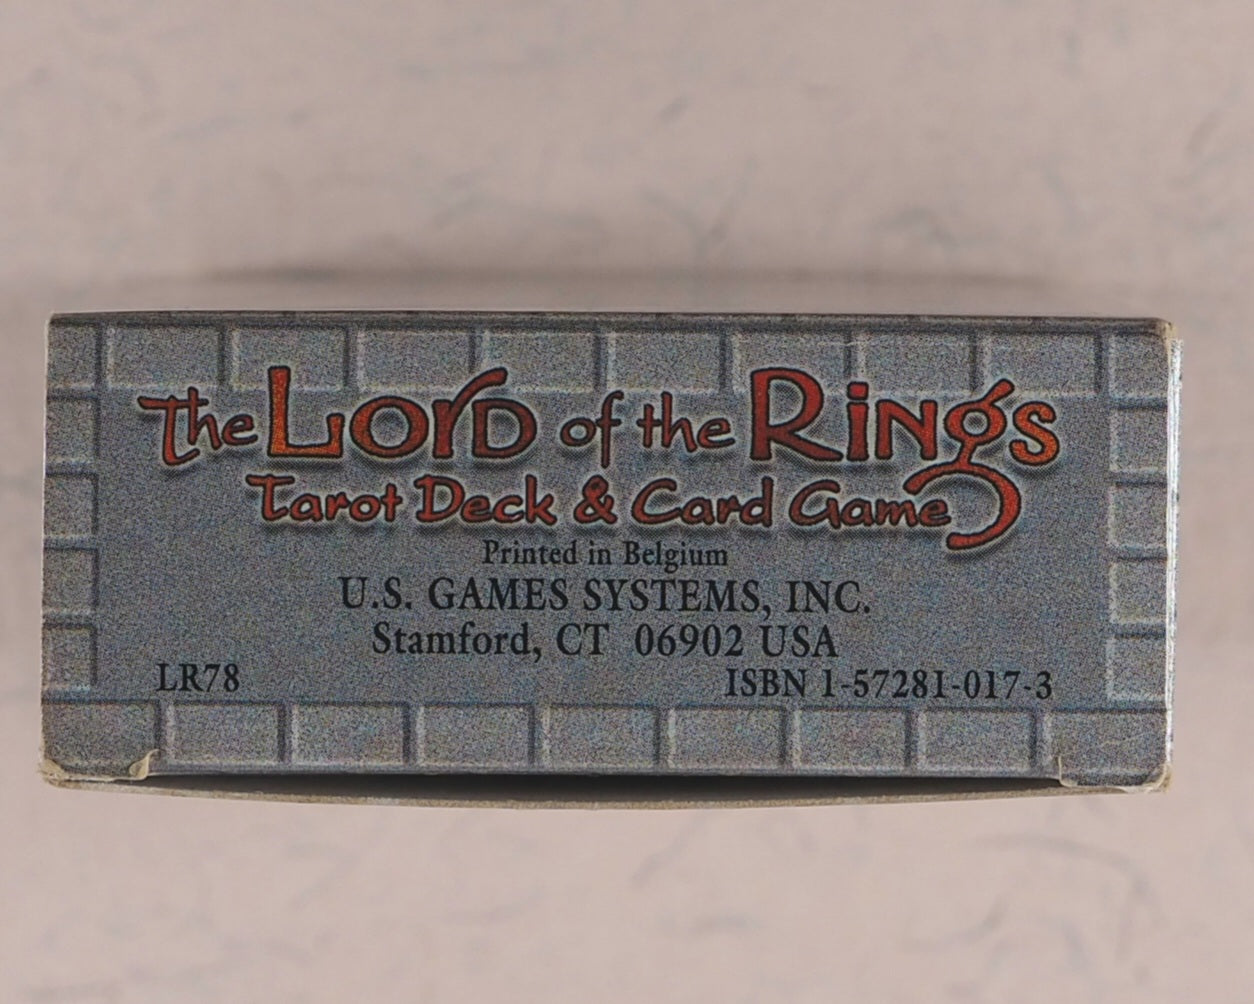 The Lord of the Rings
Tarot Deck & Card Game
Printed in Belgium
U.S. GAMES SYSTEMS, INC.
Stamford, CT 06902 USA
LR78 ISBN 1-57281-017-3